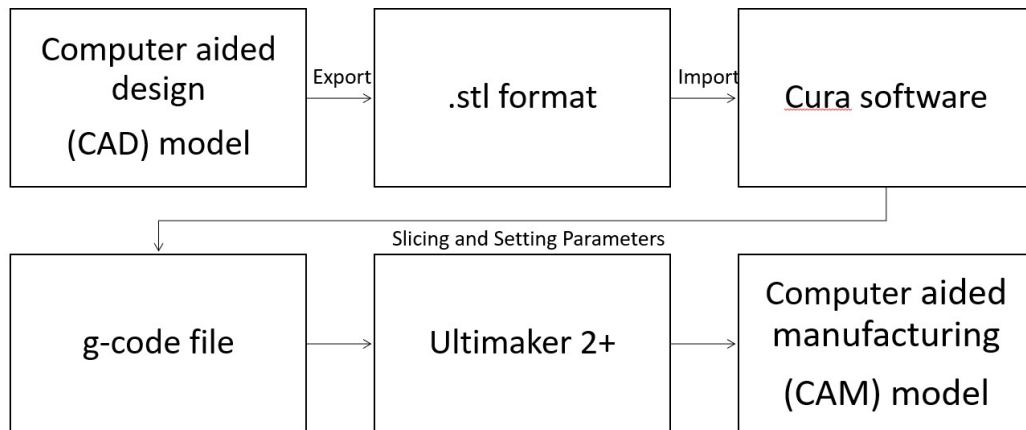 Computer aided
design
(CAD) model
Export
.stl format
Import
Cura software
Slicing and Setting Parameters
g-code file
Ultimaker 2+
Computer aided
manufacturing
(CAM) model